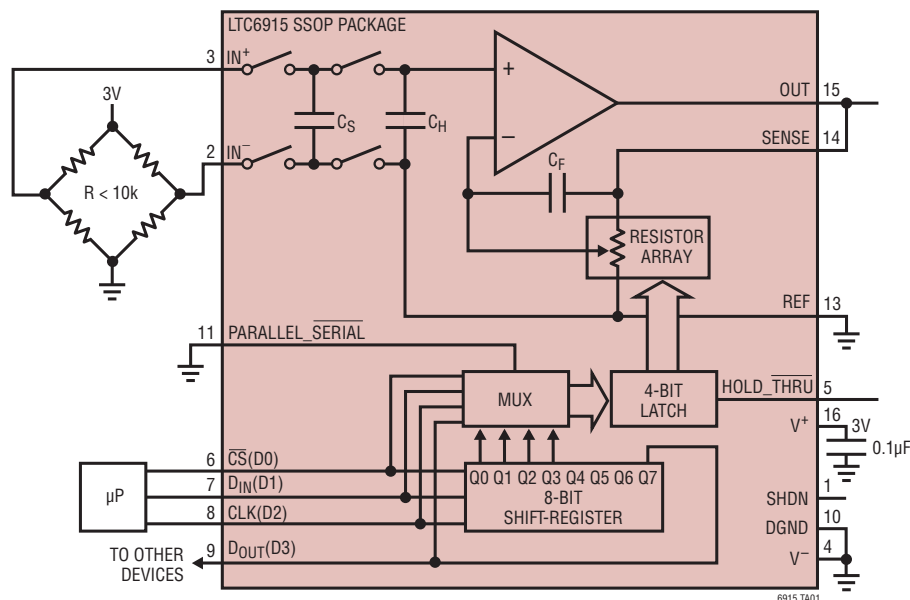 LTC6915 SSOP PACKAGE
3
IN+
3V
2
IN–
R < 10k
CS
CH
+
–
CF
OUT
15
SENSE
14
RESISTOR
ARRAY
REF
13
11
PARALLEL_SERIAL
MUX
4-BIT
LATCH
HOLD_THRU
5
V+
16
3V
0.1µF
µP
6
CS(D0)
7
DIN(D1)
8
CLK(D2)
Q0 Q1 Q2 Q3 Q4 Q5 Q6 Q7
8-BIT
SHIFT-REGISTER
SHDN
1
DGND
10
V–
4
TO OTHER
DEVICES
9
DOUT(D3)
6915 TA01